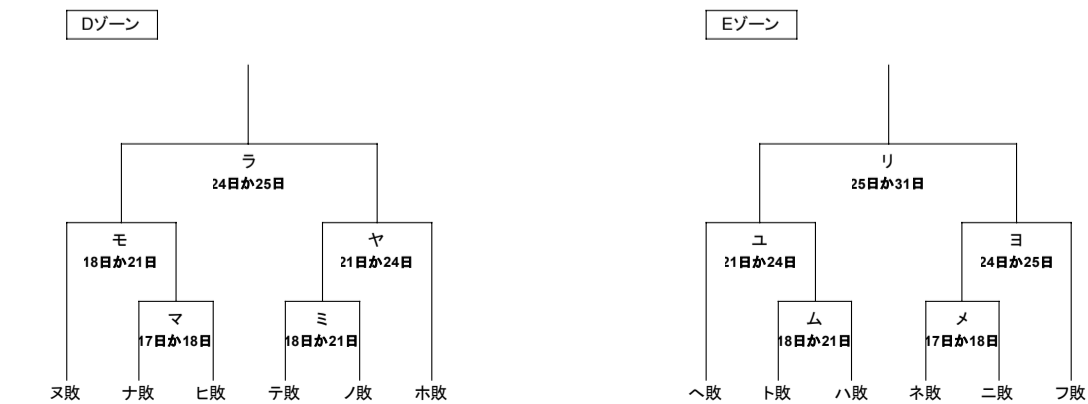 Dゾーン
Eゾーン
ラ
24日か25日
リ
25日か31日
モ
18日か21日
ヤ
21日か24日
ユ
21日か24日
ヨ
24日か25日
マ
17日か18日
ミ
18日か21日
ム
18日か21日
メ
17日か18日
ヌ敗 ナ敗 ヒ敗 テ敗 ノ敗 ホ敗 ヘ敗 ト敗 ハ敗 ネ敗 ニ敗 フ敗